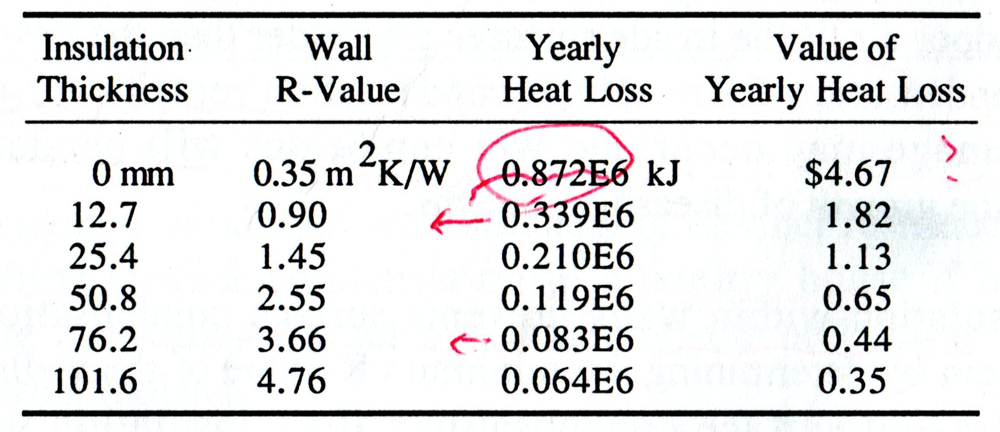 Insulation Wall Yearly Value of
Thickness R-Value Heat Loss Yearly Heat Loss
0 mm 0.35 m²K/W 0.872E6 kJ $4.67
12.7 0.90 0.339E6 1.82
25.4 1.45 0.210E6 1.13
50.8 2.55 0.119E6 0.65
76.2 3.66 0.083E6 0.44
101.6 4.76 0.064E6 0.35